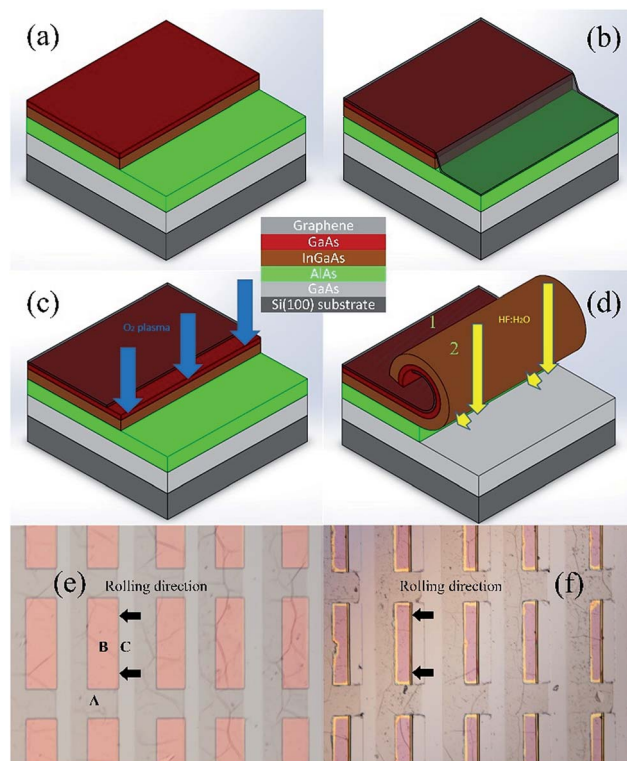 (a)
(b)
Graphene
GaAs
InGaAs
AlAs
GaAs
Si(100) substrate
(c)
O₂ plasma
(d)
1
2
HF:H₂O
(e)
Rolling direction
B
C
A
Rolling direction
(f)